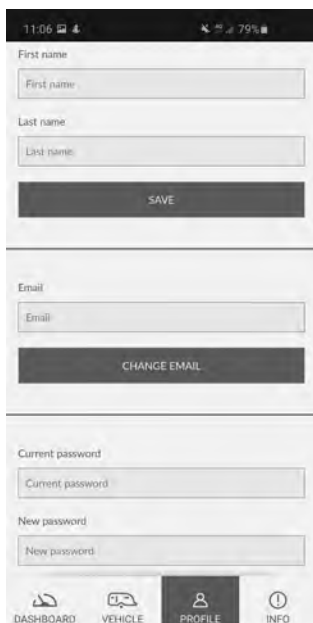 11:06 79%
First name
First name
Last name
Last name
SAVE
Email
Email
CHANGE EMAIL
Current password
Current password
New password
New password
DASHBOARD VEHICLE PROFILE INFO